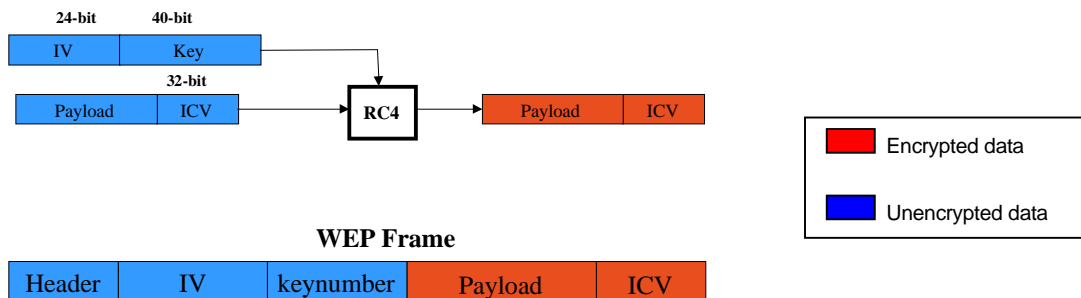 24-bit 40-bit
IV Key
32-bit
Payload ICV RC4 Payload ICV
Encrypted data
Unencrypted data
WEP Frame
Header IV keynumber Payload ICV